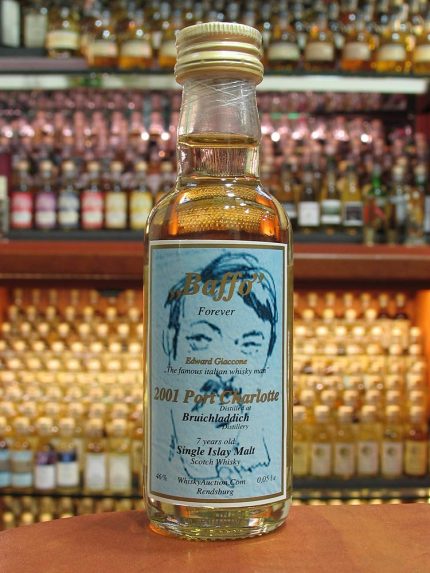 „Baffo”
Forever
Edward Giaccone
„The famous italian whisky man”
2001 Port Charlotte
Distilled at
Bruichladdich
Distillery
7 years old
Single Islay Malt
Scotch Whisky
46% WhiskyAuction.Com 0,05 l e
Rendsburg